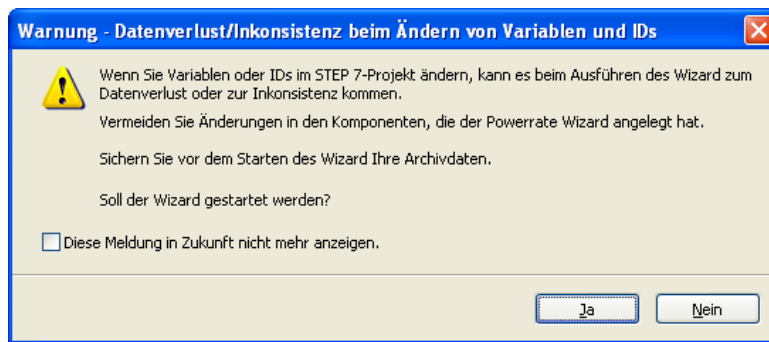 Warnung - Datenverlust/Inkonsistenz beim Ändern von Variablen und IDs
Wenn Sie Variablen oder IDs im STEP 7-Projekt ändern, kann es beim Ausführen des Wizard zum
Datenverlust oder zur Inkonsistenz kommen.
Vermeiden Sie Änderungen in den Komponenten, die der Powerrate Wizard angelegt hat.
Sichern Sie vor dem Starten des Wizard Ihre Archivdaten.
Soll der Wizard gestartet werden?
Diese Meldung in Zukunft nicht mehr anzeigen.
Ja
Nein